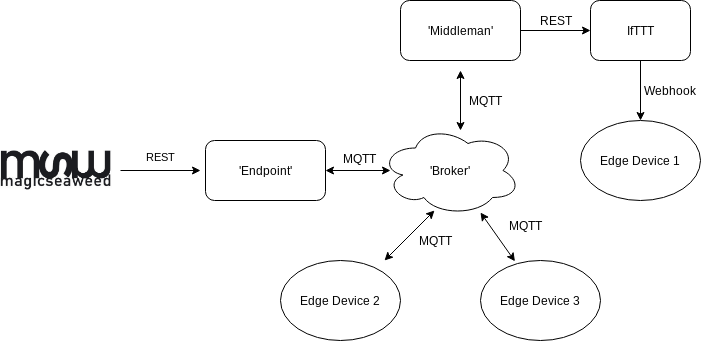 'Middleman'
REST
IfTTT
MQTT
Webhook
msw
magicseaweed
REST
'Endpoint'
MQTT
'Broker'
Edge Device 1
MQTT
MQTT
Edge Device 2
Edge Device 3